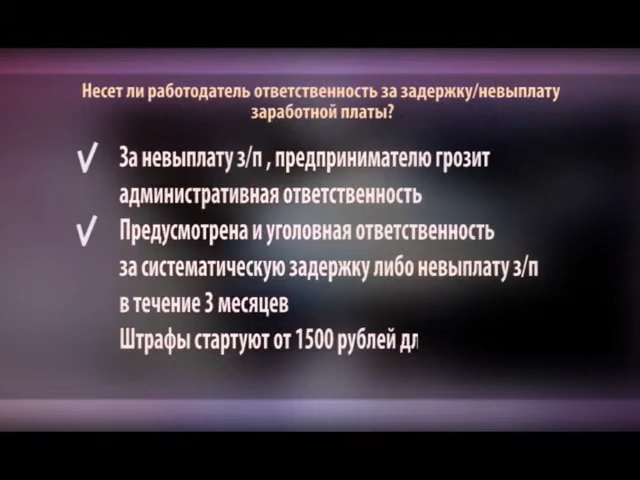 Несет ли работодатель ответственность за задержку/невыплату
заработной платы?
За невыплату з/п , предпринимателю грозит
административная ответственность
Предусмотрена и уголовная ответственность
за систематическую задержку либо невыплату з/п
в течение 3 месяцев
Штрафы стартуют от 1500 рублей